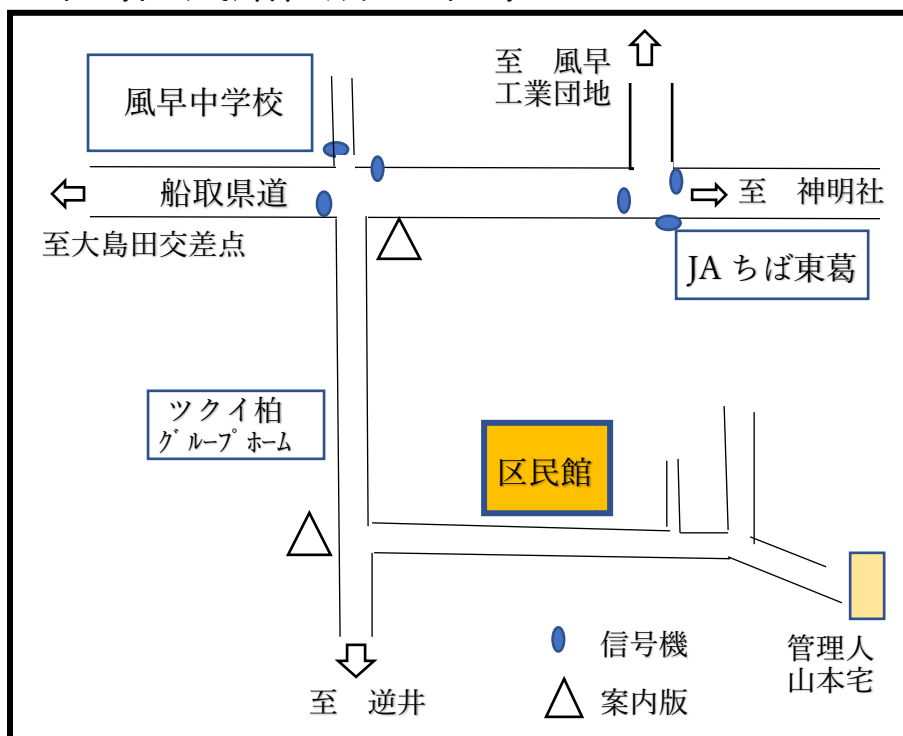 至　風早
工業団地
風早中学校
船取県道
至　神明社
至大島田交差点
JAちば東葛
ツクイ柏
ｸﾞﾙｰﾌﾟﾎｰﾑ
区民館
信号機
管理人
山本宅
至　逆井
案内版